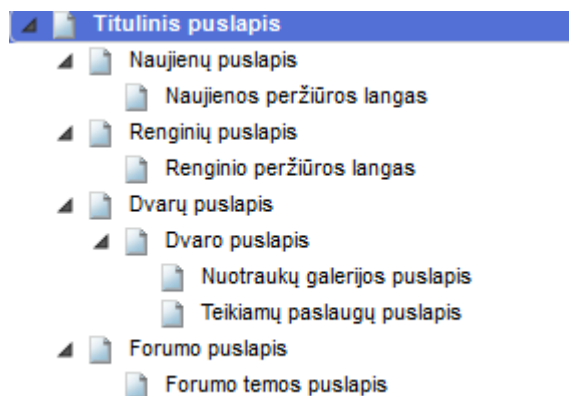 Titulinis puslapis
Naujienų puslapis
Naujienos peržiūros langas
Renginių puslapis
Renginio peržiūros langas
Dvarų puslapis
Dvaro puslapis
Nuotraukų galerijos puslapis
Teikiamų paslaugų puslapis
Forumo puslapis
Forumo temos puslapis